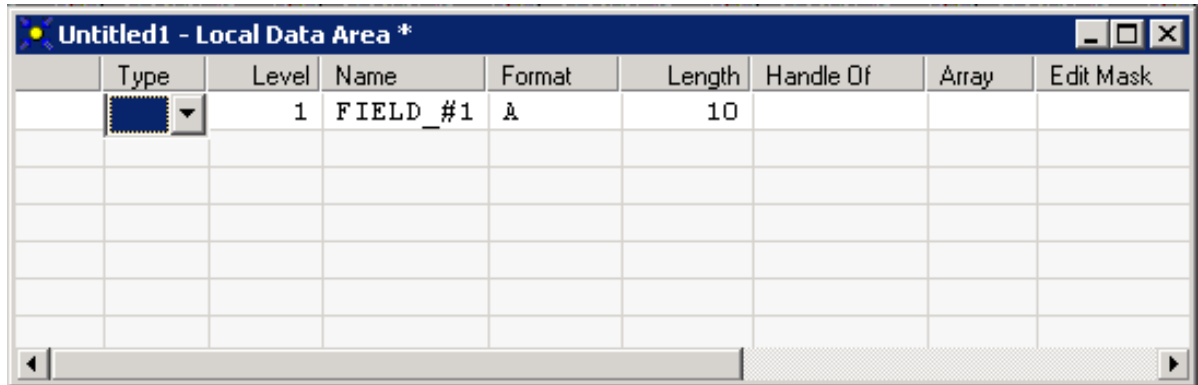 Untitled1 - Local Data Area *
Type Level Name Format Length Handle Of Array Edit Mask
1 FIELD_#1 A 10